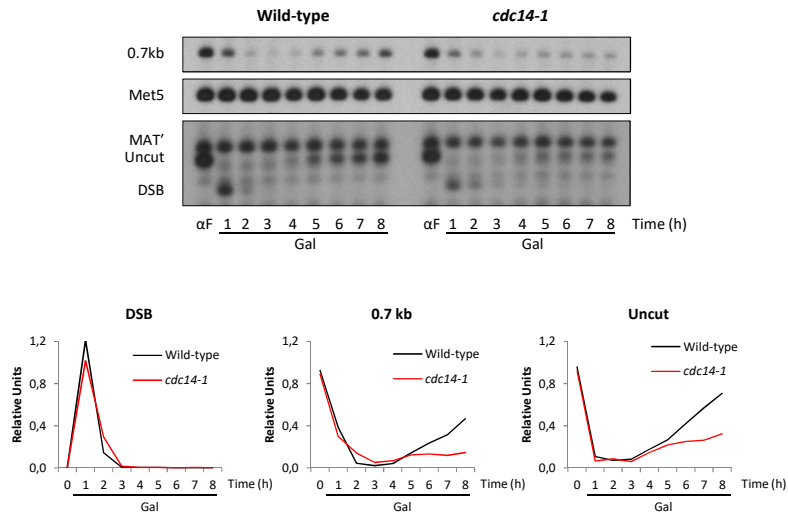 Wild-type cdc14-1
0.7kb
Met5
MAT’
Uncut
DSB
αF 1 2 3 4 5 6 7 8 αF 1 2 3 4 5 6 7 8 Time (h)
Gal Gal
DSB
Relative Units
1,2
0,8
0,4
0,0
Wild-type
cdc14-1
0 1 2 3 4 5 6 7 8 Time (h)
Gal
0.7 kb
Relative Units
1,2
0,8
0,4
0,0
Wild-type
cdc14-1
0 1 2 3 4 5 6 7 8 Time (h)
Gal
Uncut
Relative Units
1,2
0,8
0,4
0,0
Wild-type
cdc14-1
0 1 2 3 4 5 6 7 8 Time (h)
Gal